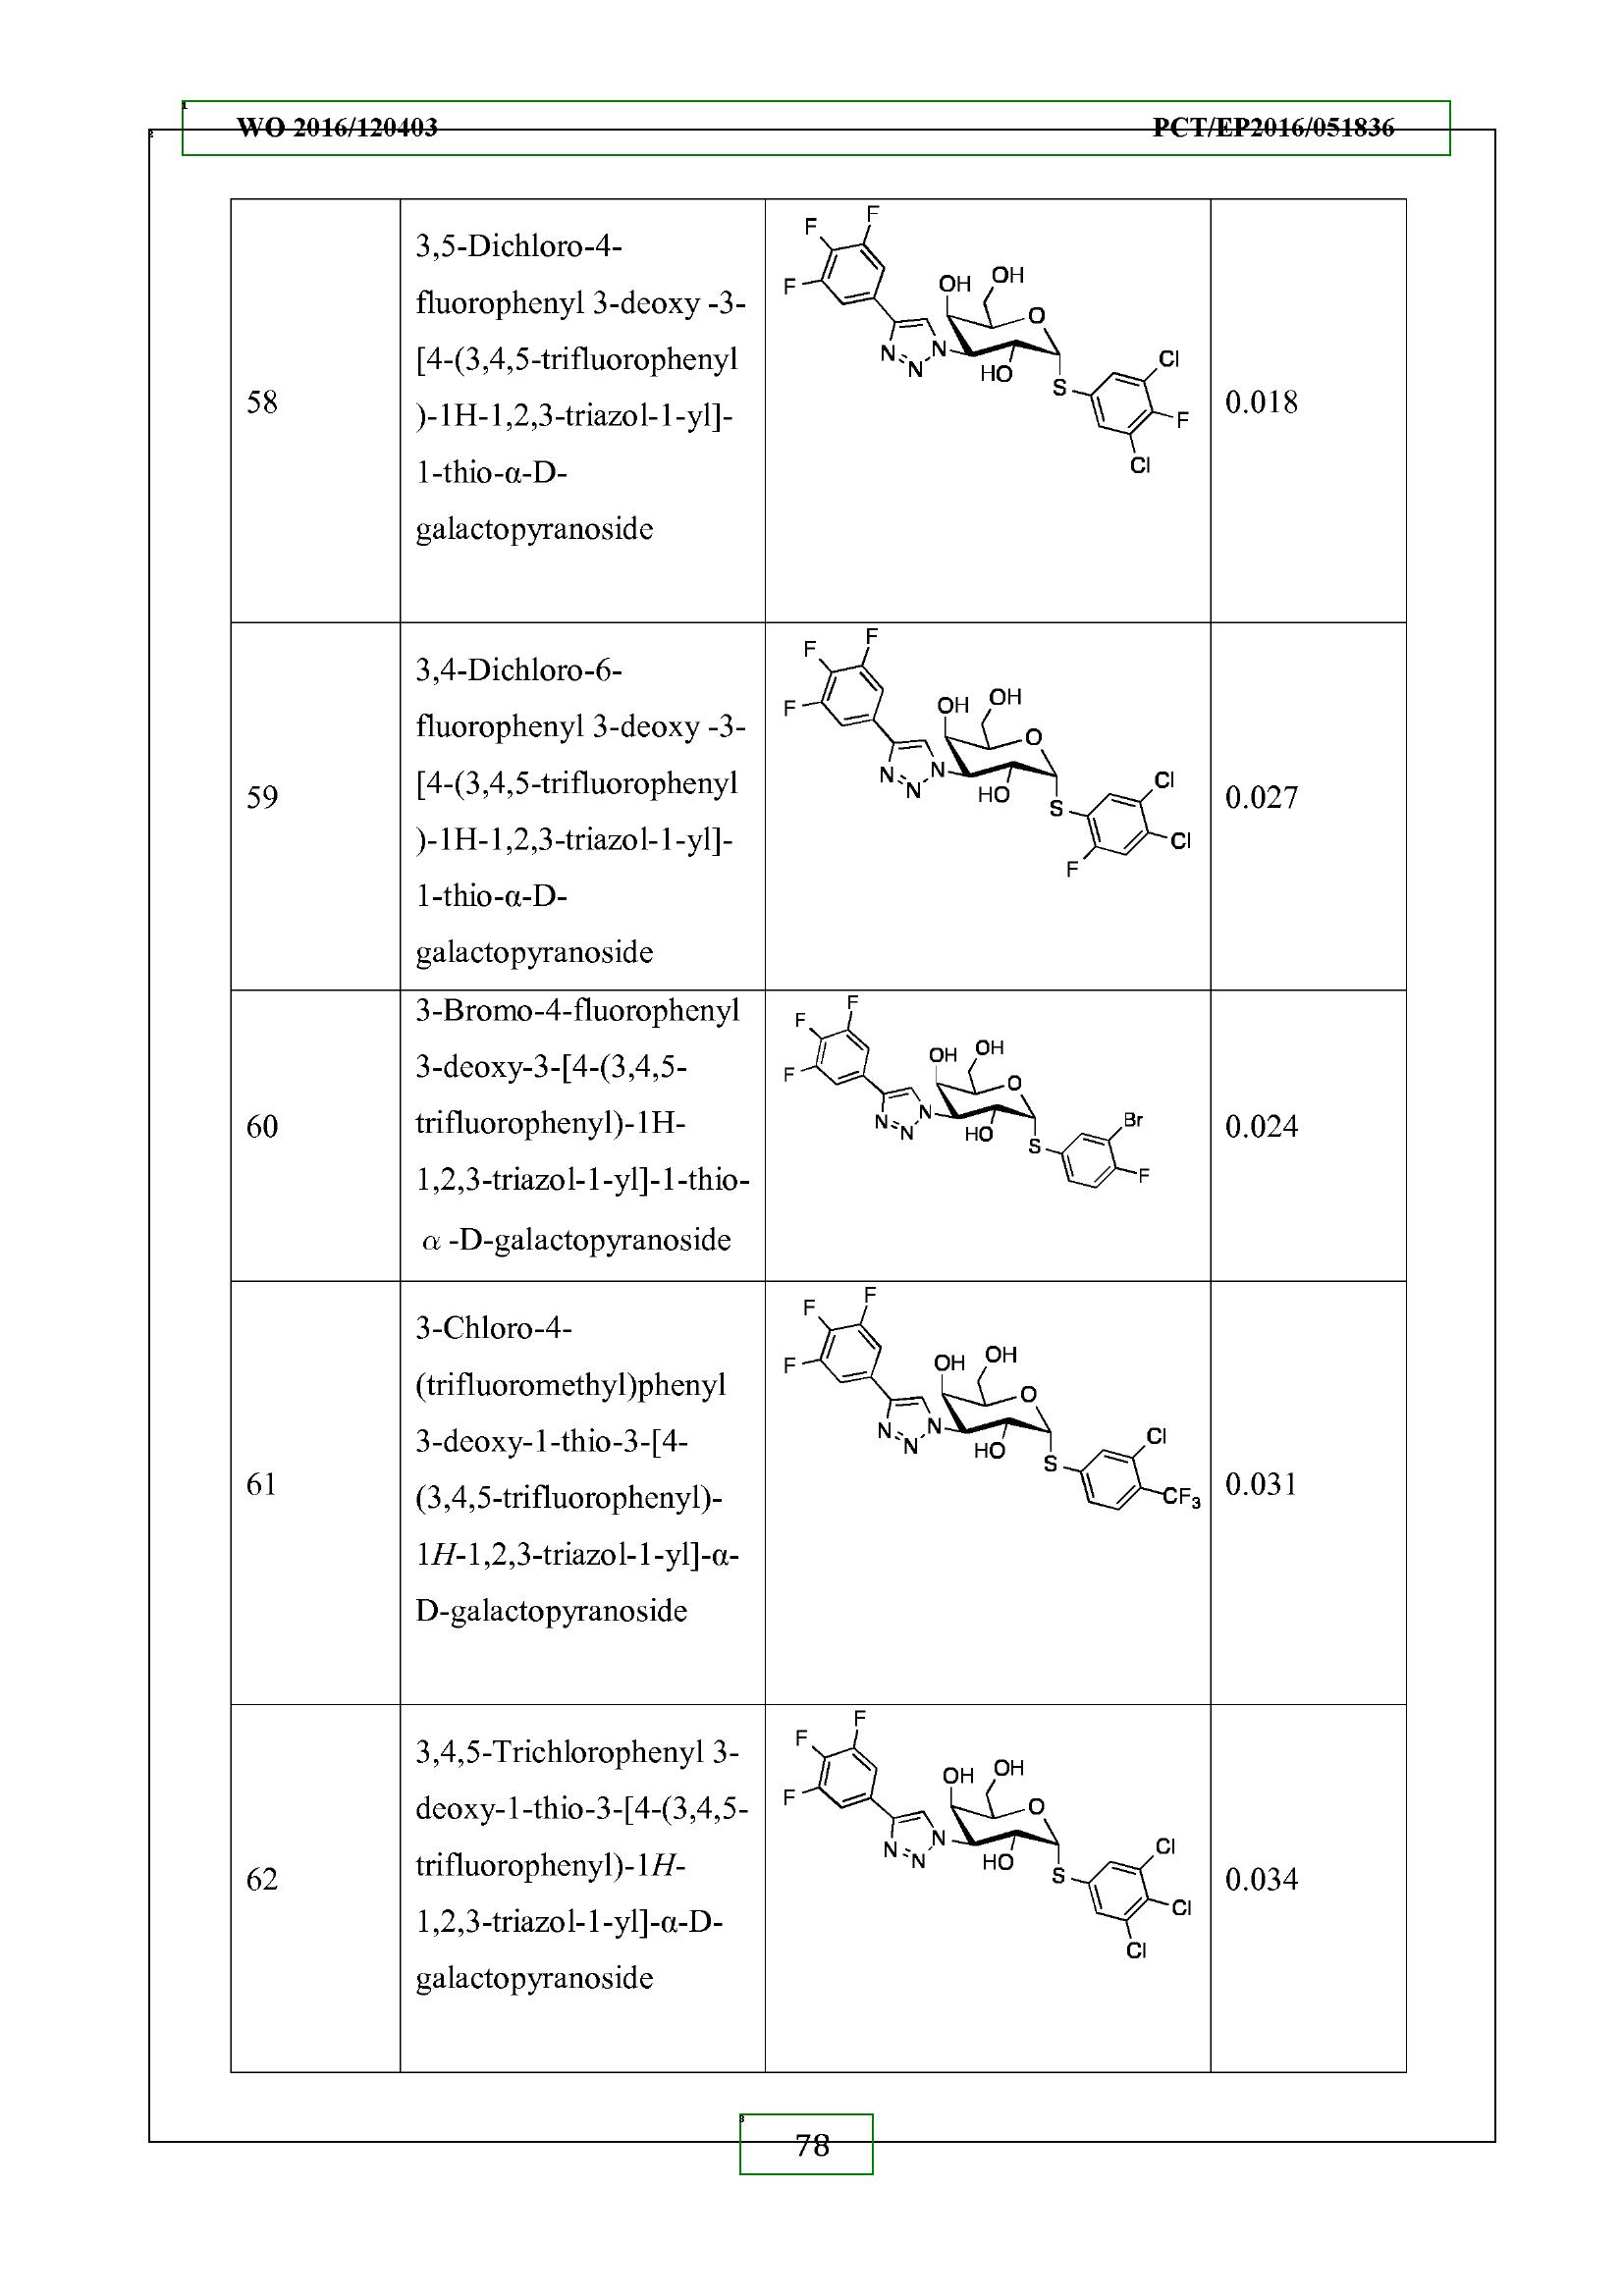 WO 2016/120403 PCT/EP2016/051836
58
3,5-Dichloro-4-
fluorophenyl 3-deoxy -3-
[4-(3,4,5-trifluorophenyl
)-1H-1,2,3-triazol-1-yl]-
1-thio-α-D-
galactopyranoside
F
F
F
OH
OH
O
N
N
N
HO
S
Cl
F
Cl
0.018
59
3,4-Dichloro-6-
fluorophenyl 3-deoxy -3-
[4-(3,4,5-trifluorophenyl
)-1H-1,2,3-triazol-1-yl]-
1-thio-α-D-
galactopyranoside
F
F
F
OH
OH
O
N
N
N
HO
S
Cl
Cl
F
0.027
60
3-Bromo-4-fluorophenyl
3-deoxy-3-[4-(3,4,5-
trifluorophenyl)-1H-
1,2,3-triazol-1-yl]-1-thio-
α -D-galactopyranoside
F
F
F
OH
OH
O
N
N
N
HO
S
Br
F
0.024
61
3-Chloro-4-
(trifluoromethyl)phenyl
3-deoxy-1-thio-3-[4-
(3,4,5-trifluorophenyl)-
1H-1,2,3-triazol-1-yl]-α-
D-galactopyranoside
F
F
F
OH
OH
O
N
N
N
HO
S
Cl
CF3
0.031
62
3,4,5-Trichlorophenyl 3-
deoxy-1-thio-3-[4-(3,4,5-
trifluorophenyl)-1H-
1,2,3-triazol-1-yl]-α-D-
galactopyranoside
F
F
F
OH
OH
O
N
N
N
HO
S
Cl
Cl
Cl
0.034
78